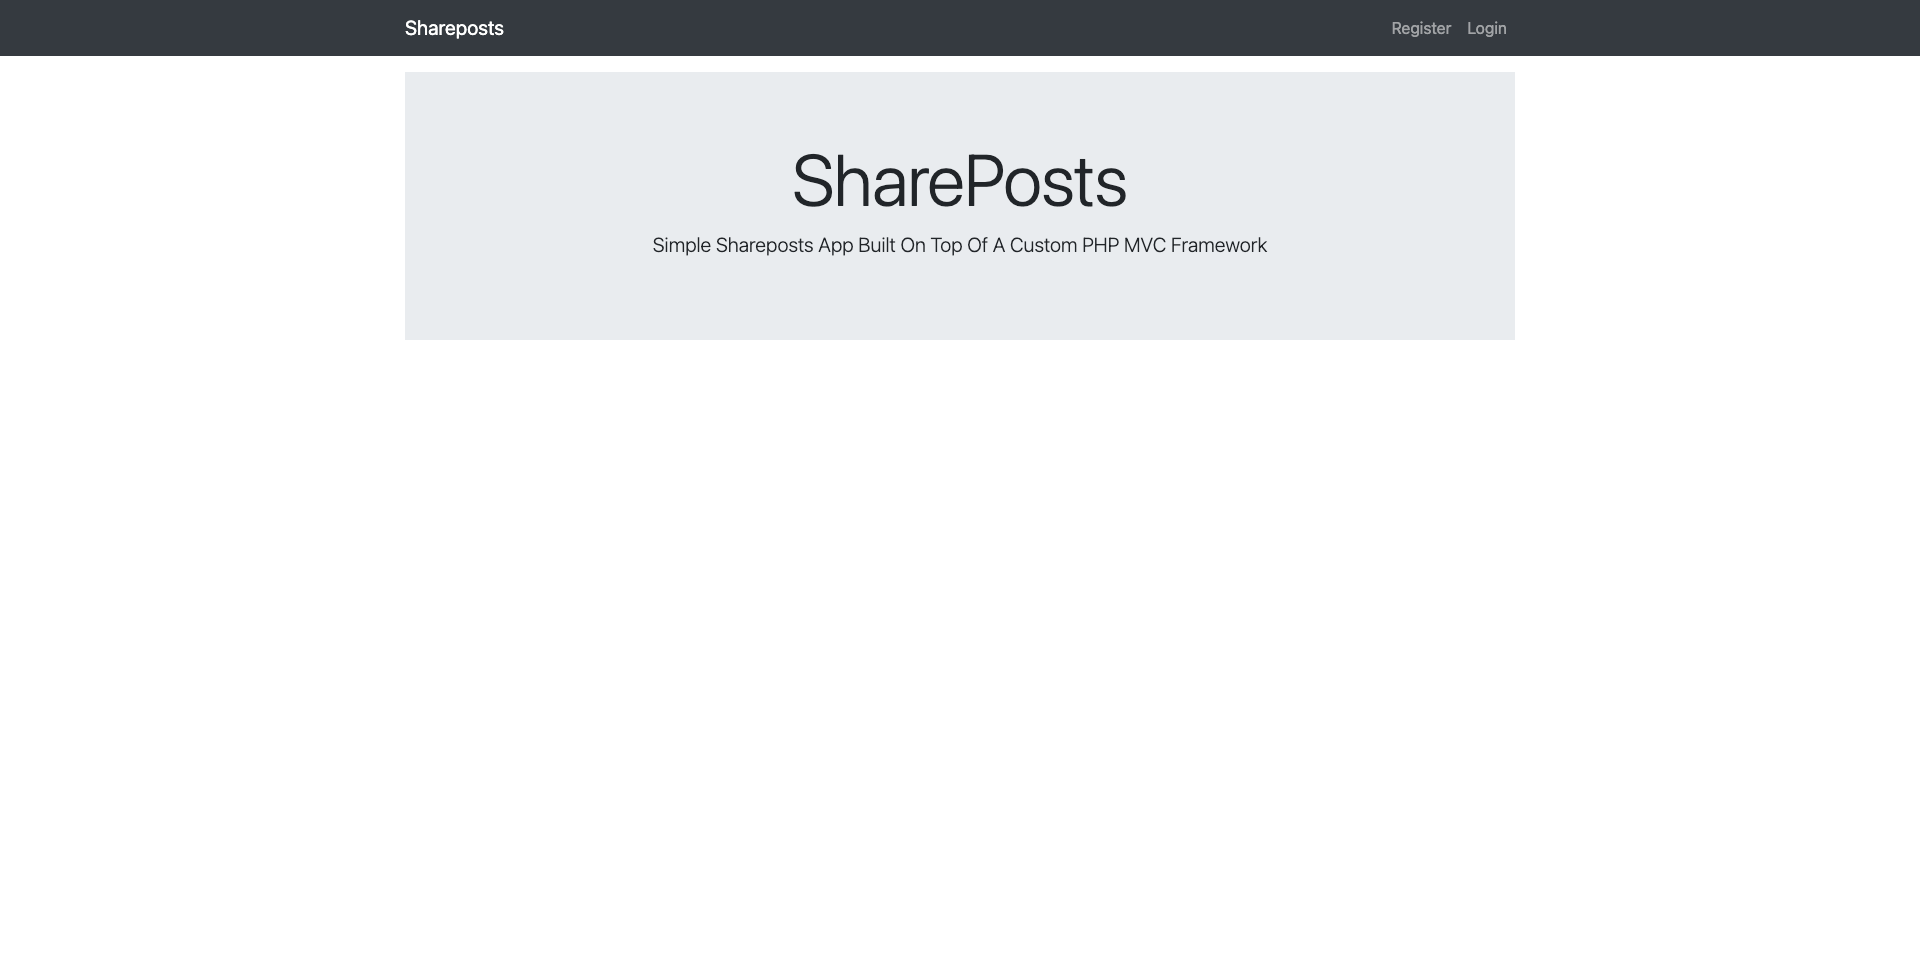 Shareposts
Register Login
SharePosts
Simple Shareposts App Built On Top Of A Custom PHP MVC Framework